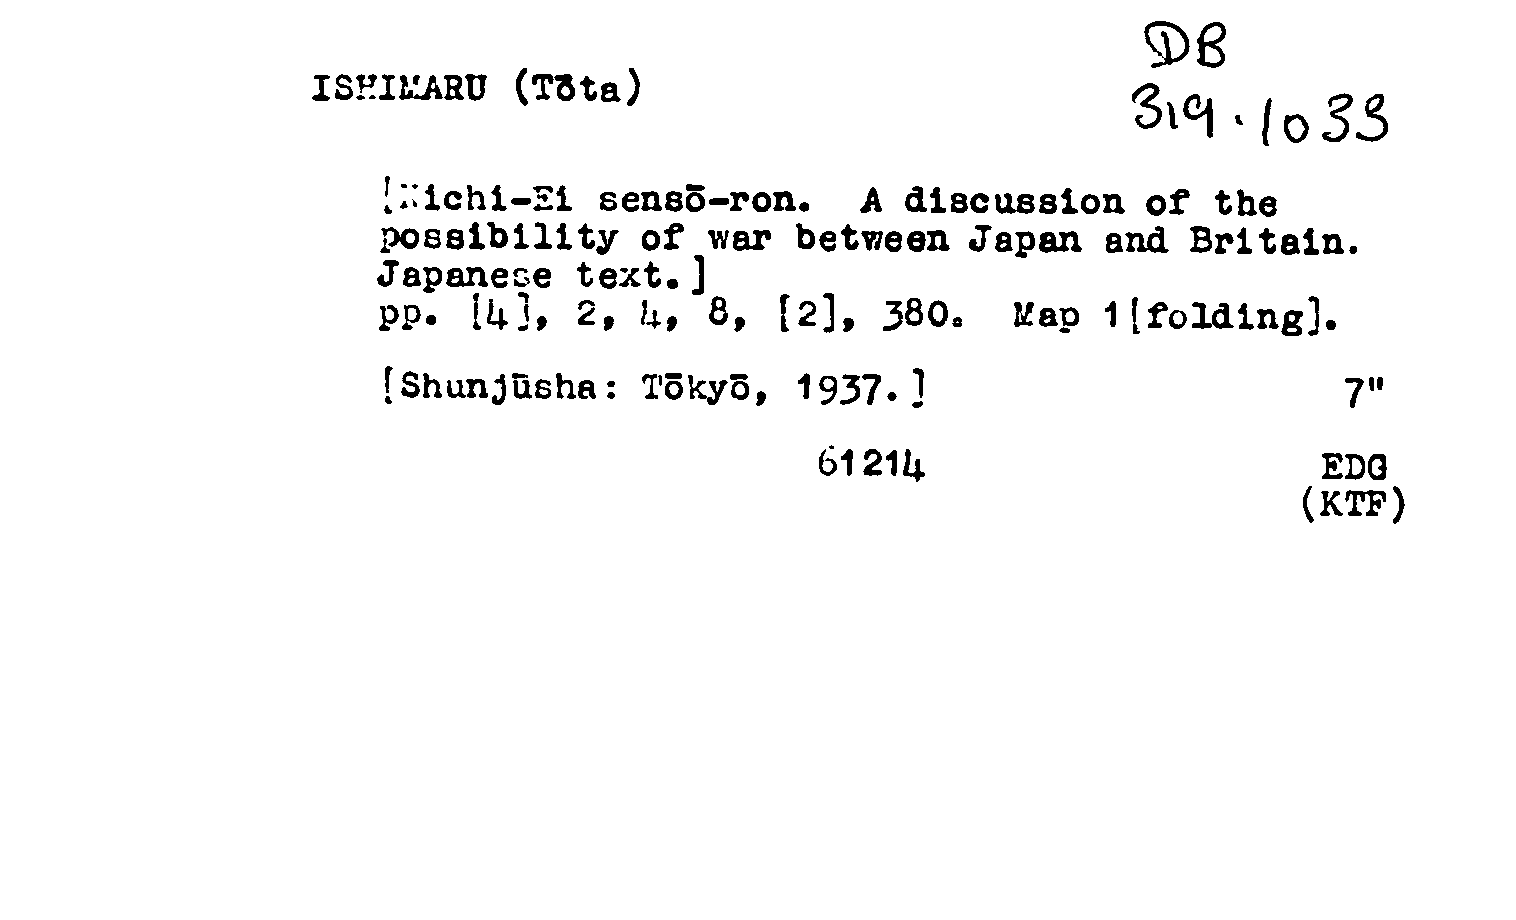 DB
ISHIMARU (Tōta)
319.1033
[Nichi-Ei sensō-ron. A discussion of the
possibility of war between Japan and Britain.
Japanese text.]
pp. [4], 2, 4, 8, [2], 380. Map 1[folding].
[Shunjūsha: Tōkyō, 1937.] 7"
61214 EDG
(KTF)